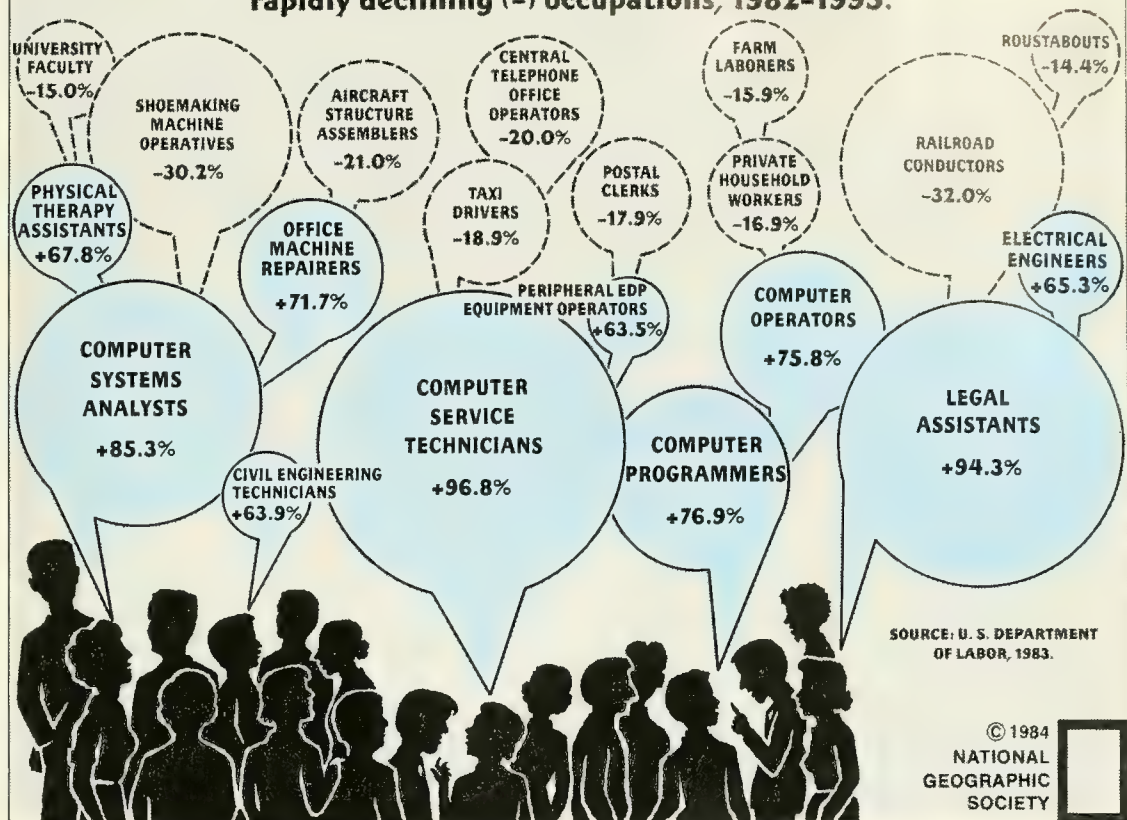 rapidly declining (–) occupations, 1982–1995.
UNIVERSITY
FACULTY
-15.0%
SHOEMAKING
MACHINE
OPERATIVES
-30.2%
AIRCRAFT
STRUCTURE
ASSEMBLERS
-21.0%
CENTRAL
TELEPHONE
OFFICE
OPERATORS
-20.0%
FARM
LABORERS
-15.9%
ROUSTABOUTS
-14.4%
TAXI
DRIVERS
-18.9%
POSTAL
CLERKS
-17.9%
PRIVATE
HOUSEHOLD
WORKERS
-16.9%
RAILROAD
CONDUCTORS
-32.0%
PHYSICAL
THERAPY
ASSISTANTS
+67.8%
OFFICE
MACHINE
REPAIRERS
+71.7%
PERIPHERAL EDP
EQUIPMENT OPERATORS
+63.5%
COMPUTER
OPERATORS
+75.8%
ELECTRICAL
ENGINEERS
+65.3%
COMPUTER
SYSTEMS
ANALYSTS
+85.3%
CIVIL ENGINEERING
TECHNICIANS
+63.9%
COMPUTER
SERVICE
TECHNICIANS
+96.8%
COMPUTER
PROGRAMMERS
+76.9%
LEGAL
ASSISTANTS
+94.3%
SOURCE: U. S. DEPARTMENT
OF LABOR, 1983.
© 1984
NATIONAL
GEOGRAPHIC
SOCIETY